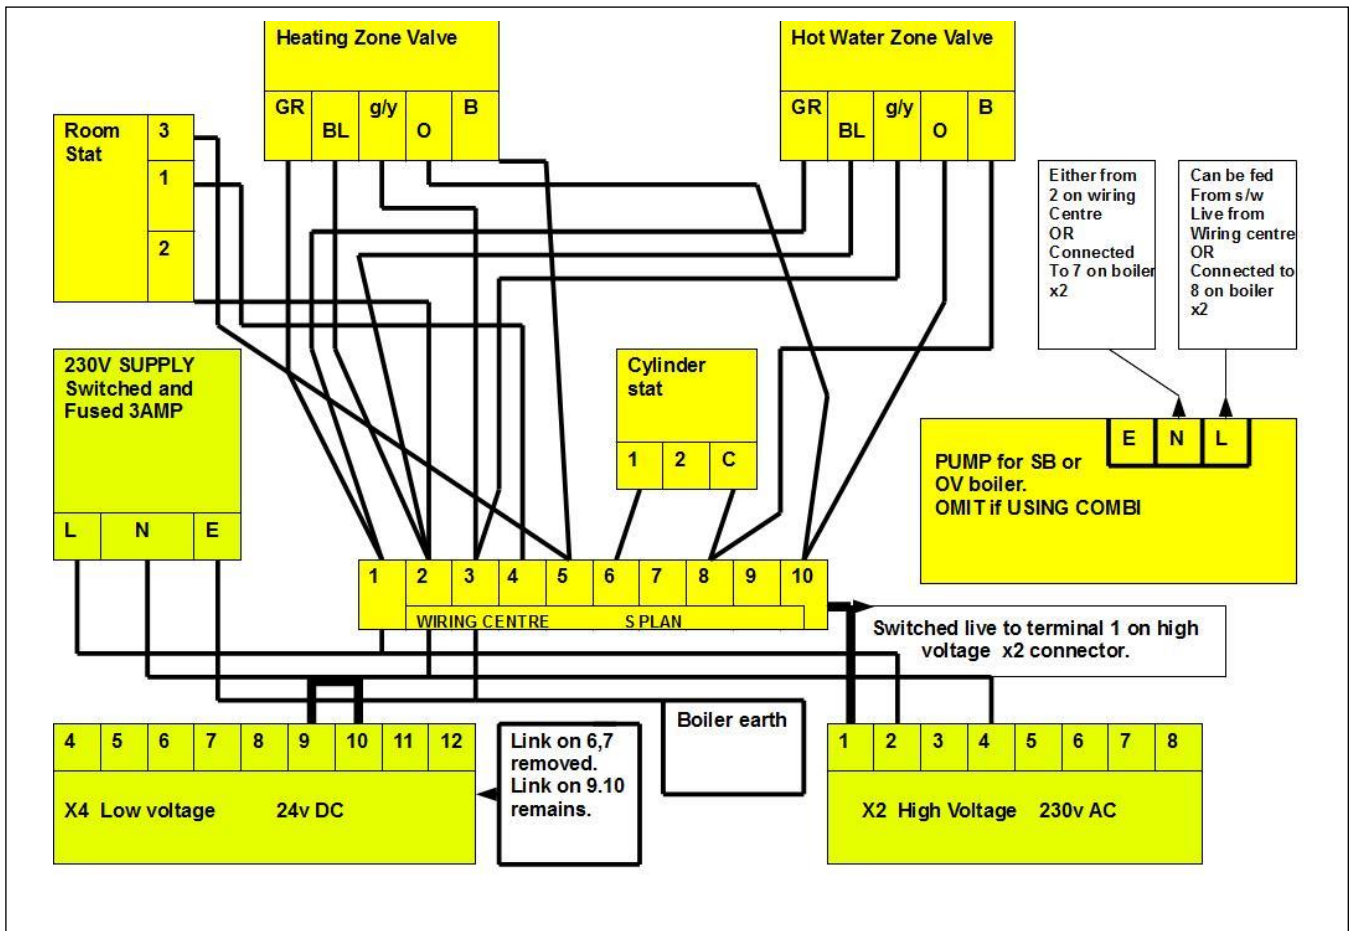 Heating Zone Valve
GR BL g/y O B
Hot Water Zone Valve
GR BL g/y O B
Room
Stat
3
1
2
Either from
2 on wiring
Centre
OR
Connected
To 7 on boiler
x2
Can be fed
From s/w
Live from
Wiring centre
OR
Connected to
8 on boiler
x2
230V SUPPLY
Switched and
Fused 3AMP
L N E
Cylinder
stat
1 2 C
E N L
PUMP for SB or
OV boiler.
OMIT if USING COMBI
1 2 3 4 5 6 7 8 9 10
WIRING CENTRE S PLAN
Switched live to terminal 1 on high
voltage x2 connector.
4 5 6 7 8 9 10 11 12
X4 Low voltage 24v DC
Link on 6,7
removed.
Link on 9.10
remains.
Boiler earth
1 2 3 4 5 6 7 8
X2 High Voltage 230v AC